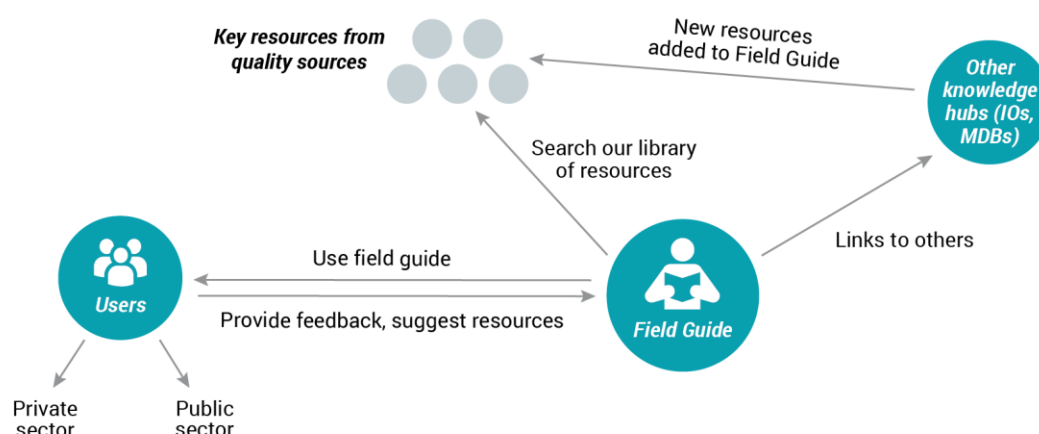 Key resources from
quality sources
New resources
added to Field Guide
Other
knowledge
hubs (IOs,
MDBs)
Search our library
of resources
Links to others
Use field guide
Users
Provide feedback, suggest resources
Field Guide
Private
sector
Public
sector